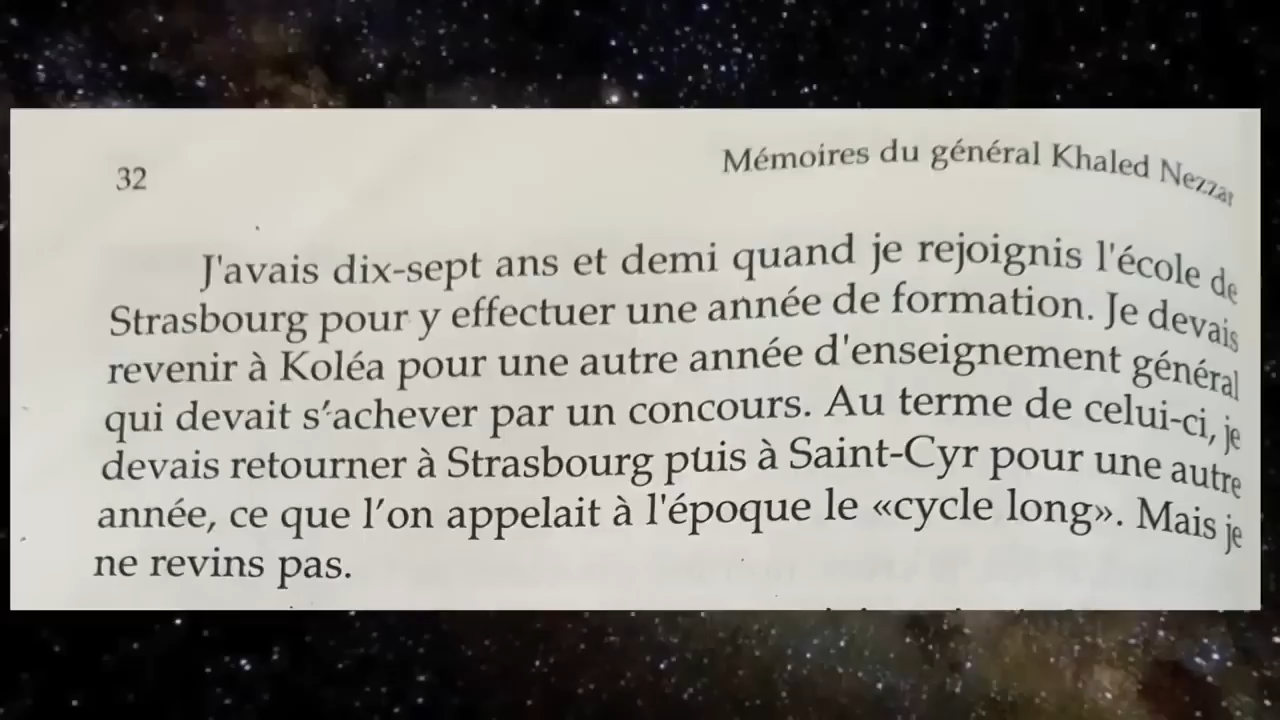 32
Mémoires du général Khaled Nezzar
J'avais dix-sept ans et demi quand je rejoignis l'école de
Strasbourg pour y effectuer une année de formation. Je devais
revenir à Koléa pour une autre année d'enseignement général
qui devait s'achever par un concours. Au terme de celui-ci, je
devais retourner à Strasbourg puis à Saint-Cyr pour une autre
année, ce que l'on appelait à l'époque le «cycle long». Mais je
ne revins pas.